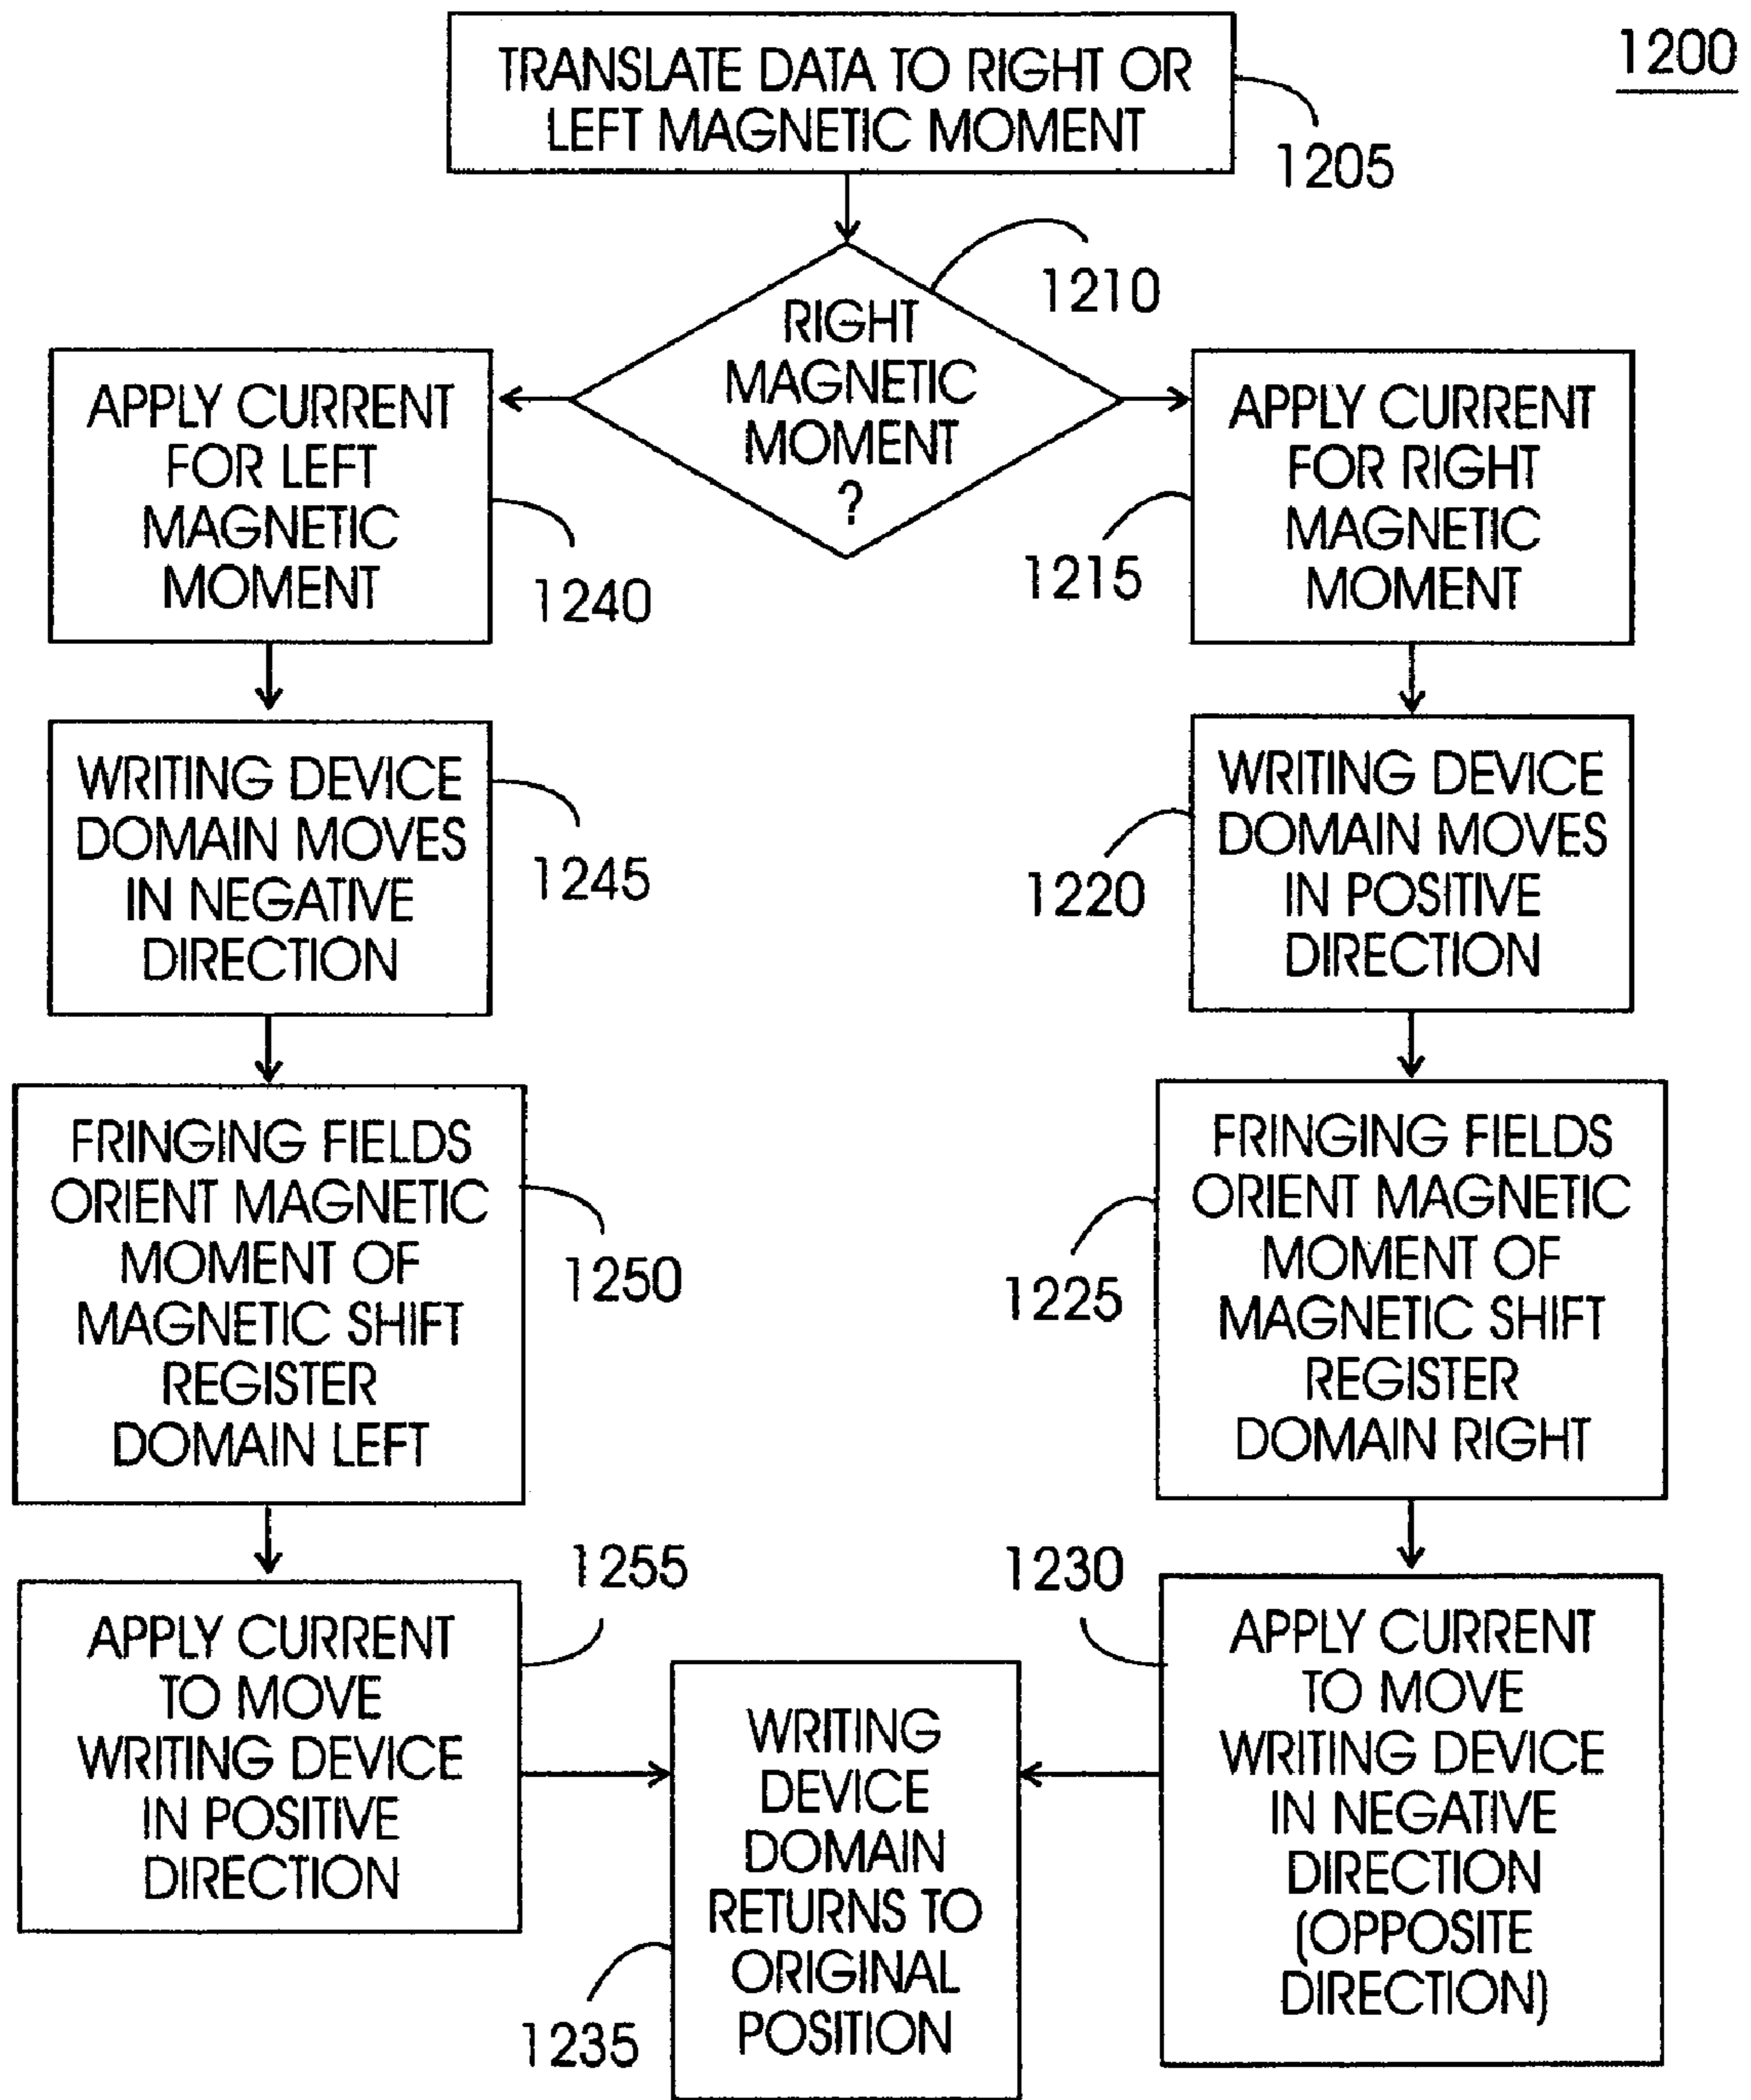 1200
TRANSLATE DATA TO RIGHT OR
LEFT MAGNETIC MOMENT
1205
1210
RIGHT
MAGNETIC
MOMENT
?
APPLY CURRENT
FOR LEFT
MAGNETIC
MOMENT
1240
APPLY CURRENT
FOR RIGHT
MAGNETIC
MOMENT
1215
WRITING DEVICE
DOMAIN MOVES
IN NEGATIVE
DIRECTION
1245
WRITING DEVICE
DOMAIN MOVES
IN POSITIVE
DIRECTION
1220
FRINGING FIELDS
ORIENT MAGNETIC
MOMENT OF
MAGNETIC SHIFT
REGISTER
DOMAIN LEFT
1250
FRINGING FIELDS
ORIENT MAGNETIC
MOMENT OF
MAGNETIC SHIFT
REGISTER
DOMAIN RIGHT
1225
APPLY CURRENT
TO MOVE
WRITING DEVICE
IN POSITIVE
DIRECTION
1255
APPLY CURRENT
TO MOVE
WRITING DEVICE
IN NEGATIVE
DIRECTION
(OPPOSITE
DIRECTION)
1230
WRITING
DEVICE
DOMAIN
RETURNS TO
ORIGINAL
POSITION
1235